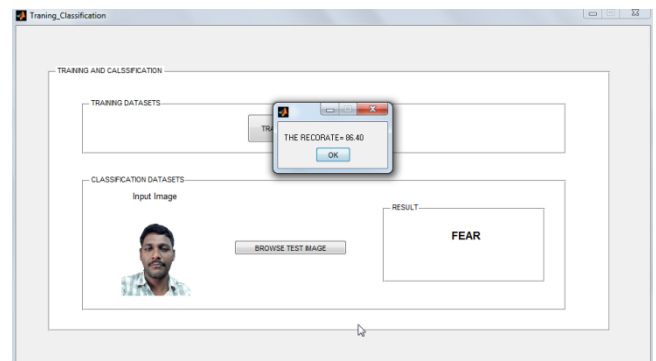 Traning_Classification
TRAINING AND CALSSIFICATION
TRAINING DATASETS
THE RECORATE= 86.40
OK
CLASSIFICATION DATASETS
Input Image
BROWSE TEST IMAGE
RESULT
FEAR